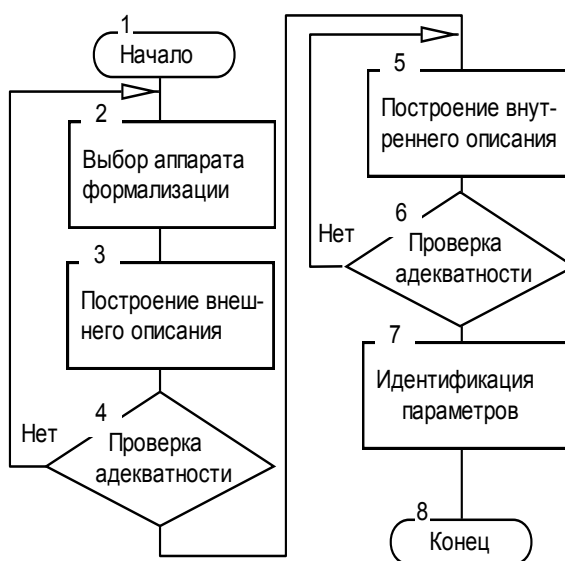 1
Начало
2
Выбор аппарата
формализации
3
Построение внеш-
него описания
4
Нет
Проверка
адекватности
5
Построение внут-
реннего описания
6
Нет
Проверка
адекватности
7
Идентификация
параметров
8
Конец